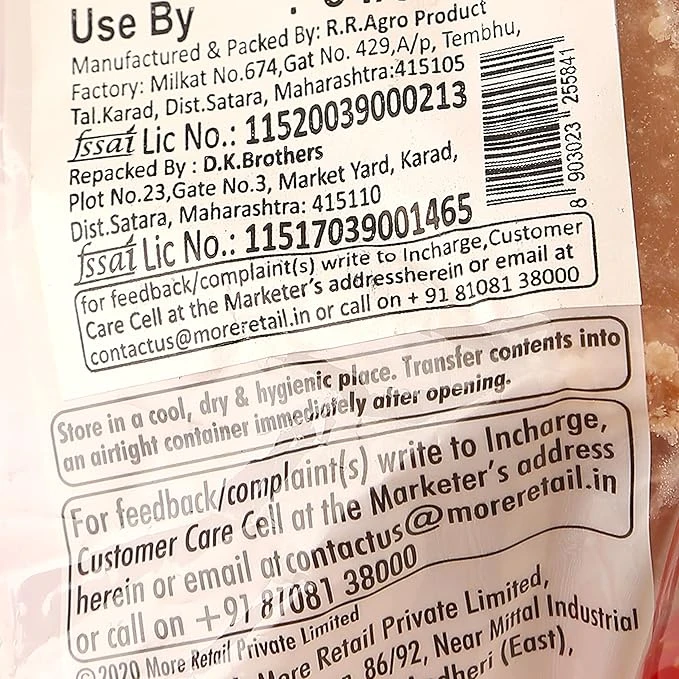 Use By
Manufactured & Packed By: R.R.Agro Product
Factory: Milkat No.674,Gat No. 429,A/p, Tembhu,
Tal.Karad, Dist.Satara, Maharashtra:415105
fssai Lic No.: 11520039000213
Repacked By : D.K.Brothers
Plot No.23,Gate No.3, Market Yard, Karad,
Dist.Satara, Maharashtra: 415110
fssai Lic No.: 11517039001465
8 903023 255841
for feedback/complaint(s) write to Incharge,Customer
Care Cell at the Marketer's addressherein or email at
contactus@moreretail.in or call on + 91 81081 38000
Store in a cool, dry & hygienic place. Transfer contents into
an airtight container immediately after opening.
For feedback/complaint(s) write to Incharge,
Customer Care Cell at the Marketer's address
herein or email at contactus@moreretail.in
or call on +91 81081 38000
©2020 More Retail Private Limited
More Retail Private Limited,
86/92, Near Mittal Industrial
(East),